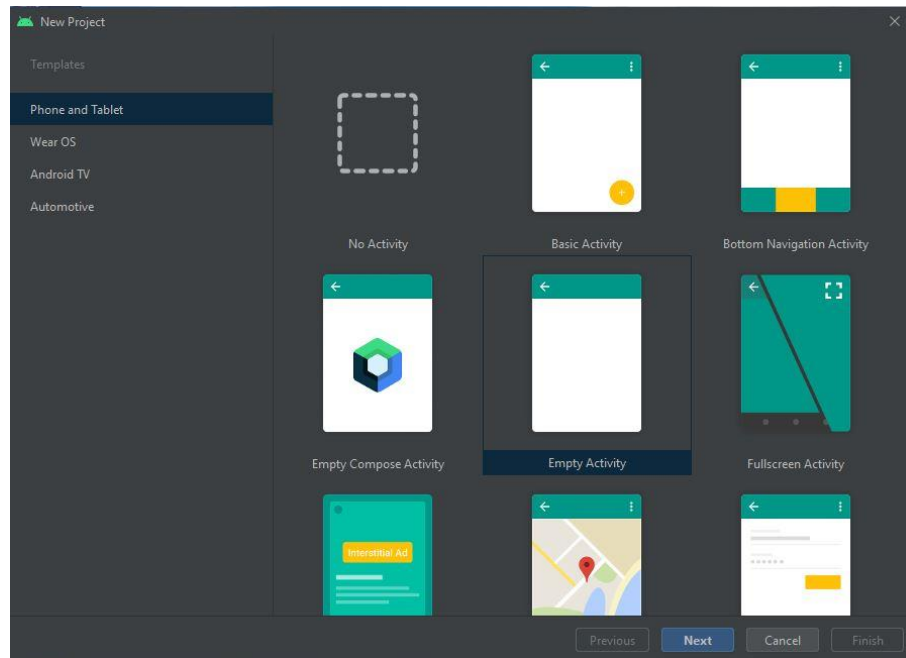 New Project
Templates
Phone and Tablet
Wear OS
Android TV
Automotive
No Activity
Basic Activity
Bottom Navigation Activity
Empty Compose Activity
Empty Activity
Fullscreen Activity
Interstitial Ad
Previous
Next
Cancel
Finish